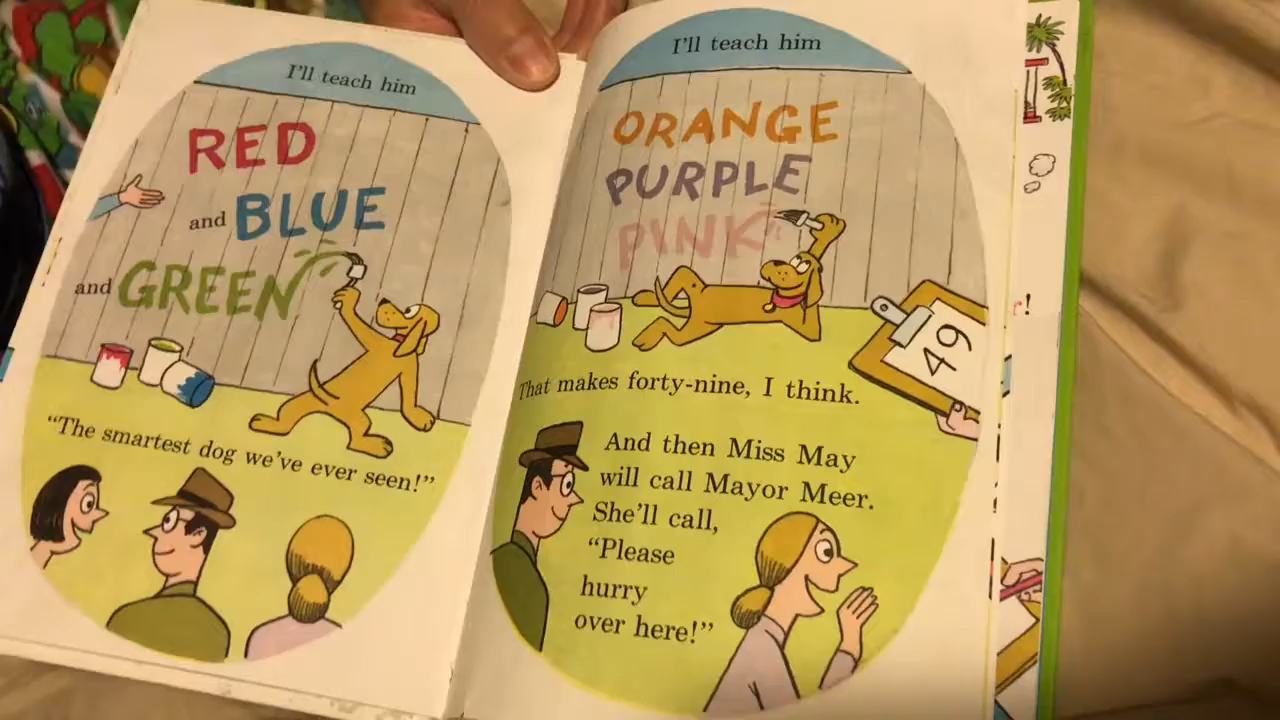 I'll teach him
RED
and BLUE
and GREEN
"The smartest dog we've ever seen!"
I'll teach him
ORANGE
PURPLE
PINK
49
That makes forty-nine, I think.
And then Miss May
will call Mayor Meer.
She'll call,
"Please
hurry
over here!"